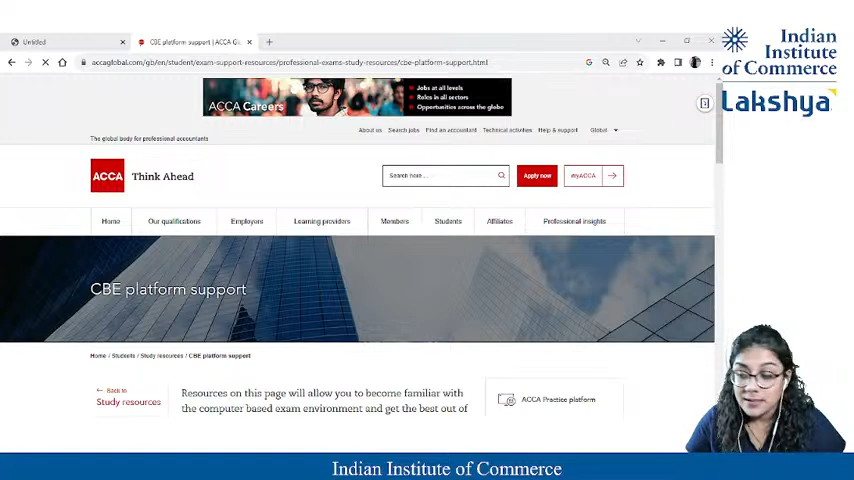 Untitled
CBE platform support | ACCA Glo
accaglobal.com/gb/en/student/exam-support-resources/professional-exams-study-resources/cbe-platform-support.html
Indian
Institute
of Commerce
Lakshya
ACCA Careers
Jobs at all levels
Roles in all sectors
Opportunities across the globe
The global body for professional accountants
About us Search jobs Find an accountant Technical activities Help & support Global
ACCA Think Ahead
Search here ...
Apply now
myACCA
Home Our qualifications Employers Learning providers Members Students Affiliates Professional insights
CBE platform support
Home / Students / Study resources / CBE platform support
Back to
Study resources
Resources on this page will allow you to become familiar with
the computer based exam environment and get the best out of
ACCA Practice platform
Indian Institute of Commerce